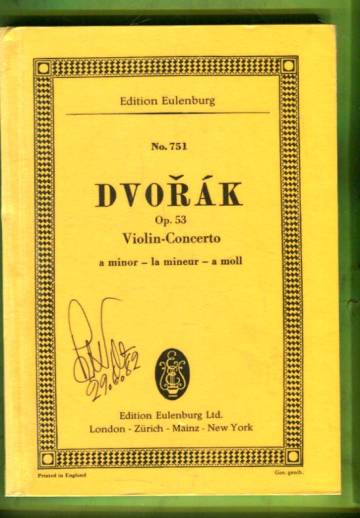 Edition Eulenburg
No. 751
DVOŘÁK
Op. 53
Violin-Concerto
a minor – la mineur – a moll
29.6.82
Edition Eulenburg Ltd.
London - Zürich - Mainz - New York
Printed in England
Ges. gesch.